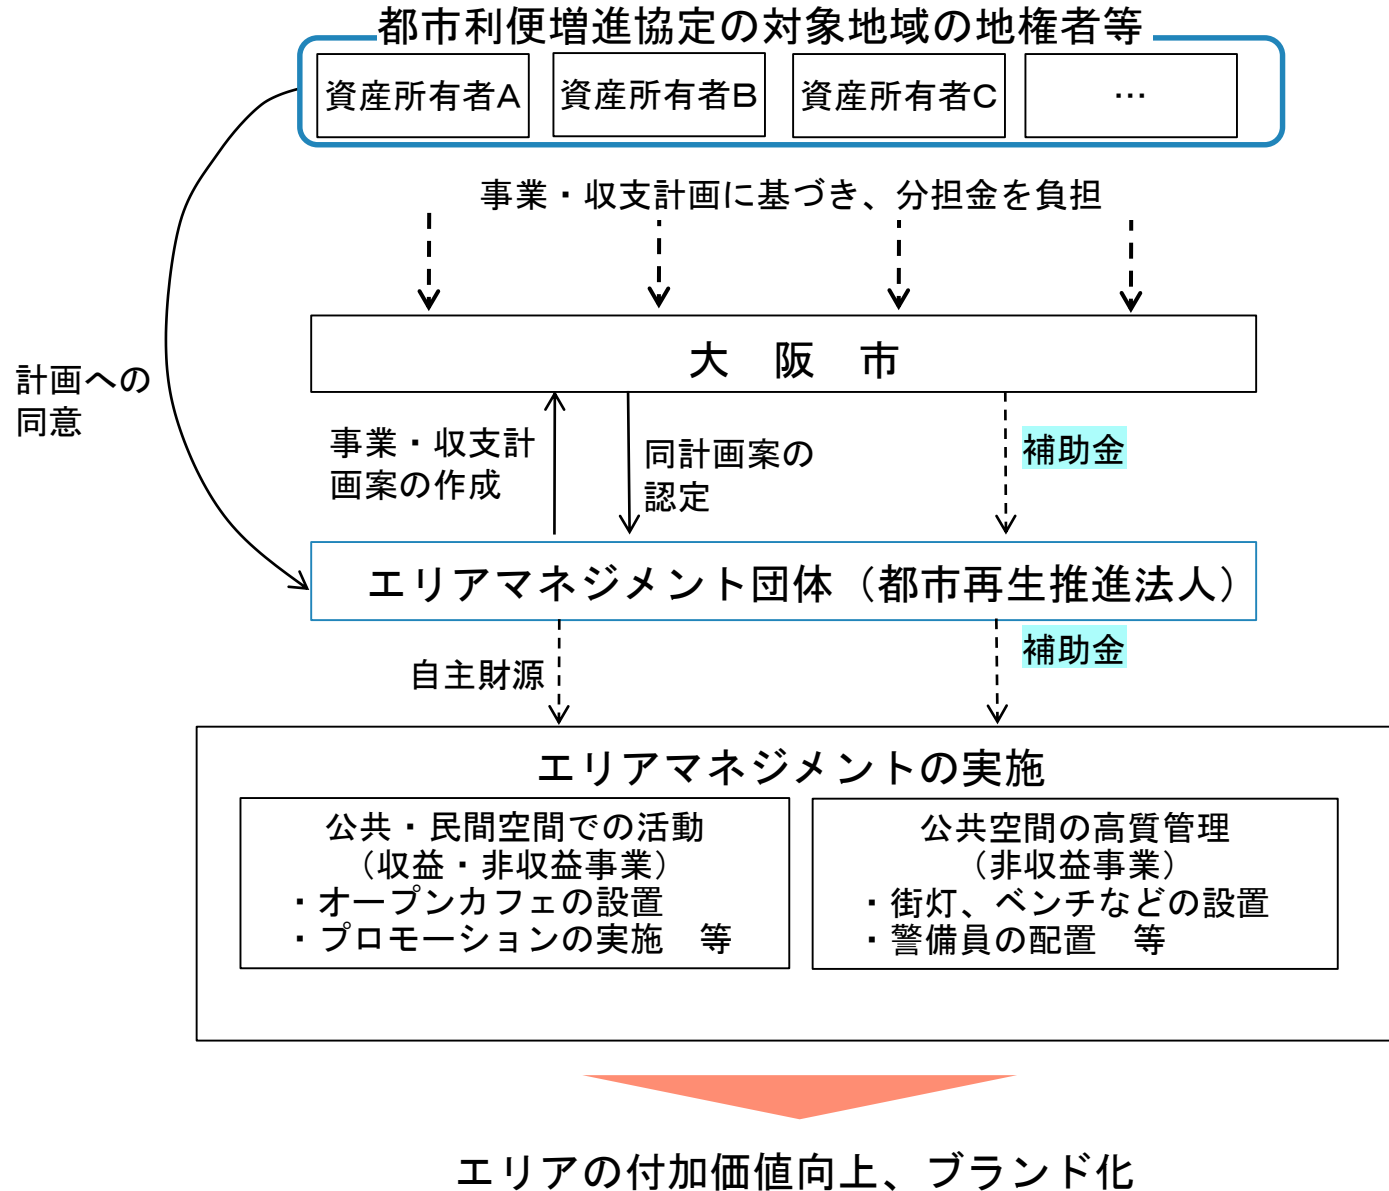 都市利便増進協定の対象地域の地権者等
資産所有者A
資産所有者B
資産所有者C
…
事業・収支計画に基づき、分担金を負担
大　阪　市
計画への
同意
事業・収支計
画案の作成
同計画案の
認定
補助金
エリアマネジメント団体（都市再生推進法人）
自主財源
補助金
エリアマネジメントの実施
公共・民間空間での活動
（収益・非収益事業）
・オープンカフェの設置
・プロモーションの実施　等
公共空間の高質管理
（非収益事業）
・街灯、ベンチなどの設置
・警備員の配置　等
エリアの付加価値向上、ブランド化